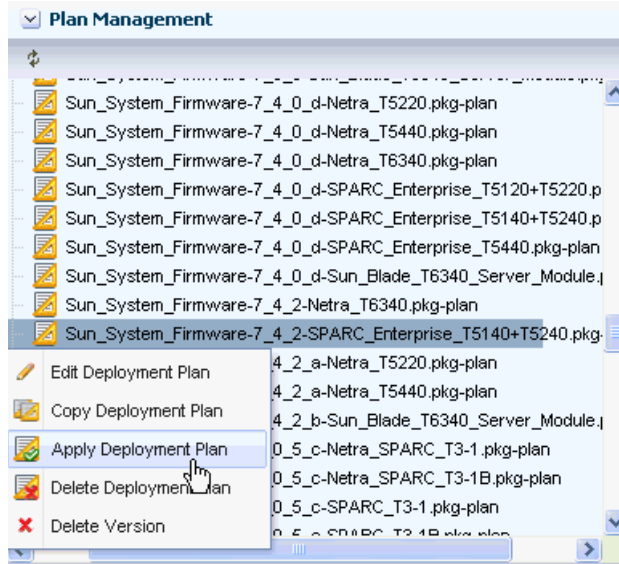 Plan Management
Sun_System_Firmware-7_4_0_d-Netra_T5220.pkg-plan
Sun_System_Firmware-7_4_0_d-Netra_T5440.pkg-plan
Sun_System_Firmware-7_4_0_d-Netra_T6340.pkg-plan
Sun_System_Firmware-7_4_0_d-SPARC_Enterprise_T5120+T5220.p
Sun_System_Firmware-7_4_0_d-SPARC_Enterprise_T5140+T5240.p
Sun_System_Firmware-7_4_0_d-SPARC_Enterprise_T5440.pkg-plan
Sun_System_Firmware-7_4_0_d-Sun_Blade_T6340_Server_Module.
Sun_System_Firmware-7_4_2-Netra_T6340.pkg-plan
Sun_System_Firmware-7_4_2-SPARC_Enterprise_T5140+T5240.pkg-
Edit Deployment Plan
4_2_a-Netra_T5220.pkg-plan
4_2_a-Netra_T5440.pkg-plan
Copy Deployment Plan
4_2_b-Sun_Blade_T6340_Server_Module.
Apply Deployment Plan
0_5_c-Netra_SPARC_T3-1.pkg-plan
0_5_c-Netra_SPARC_T3-1B.pkg-plan
Delete Deployment Plan
0_5_c-SPARC_T3-1.pkg-plan
Delete Version